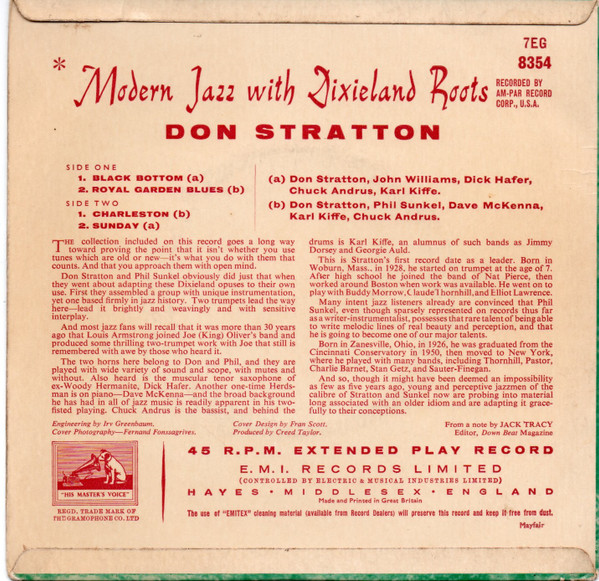 7EG
8354
* Modern Jazz with Dixieland Roots
RECORDED BY
AM-PAR RECORD
CORP., U.S.A.
DON STRATTON
SIDE ONE
1. BLACK BOTTOM (a)
2. ROYAL GARDEN BLUES (b)
SIDE TWO
1. CHARLESTON (b)
2. SUNDAY (a)
(a) Don Stratton, John Williams, Dick Hafer,
Chuck Andrus, Karl Kiffe.
(b) Don Stratton, Phil Sunkel, Dave McKenna,
Karl Kiffe, Chuck Andrus.
THE collection included on this record goes a long way
toward proving the point that it isn't whether you use
tunes which are old or new—it's what you do with them that
counts. And that you approach them with open mind.
Don Stratton and Phil Sunkel obviously did just that when
they went about adapting these Dixieland opuses to their own
use. First they assembled a group with unique instrumentation,
yet one based firmly in jazz history. Two trumpets lead the way
here—lead it brightly and weavingly and with sensitive
interplay.
And most jazz fans will recall that it was more than 30 years
ago that Louis Armstrong joined Joe (King) Oliver's band and
produced some thrilling two-trumpet work with Joe that still is
remembered with awe by those who heard it.
The two horns here belong to Don and Phil, and they are
played with wide variety of sound and scope, with mutes and
without. Also heard is the muscular tenor saxophone of
ex-Woody Hermanite, Dick Hafer. Another one-time Herds-
man is on piano—Dave McKenna—and the broad background
he has had in all of jazz music is readily apparent in his two-
fisted playing. Chuck Andrus is the bassist, and behind the
drums is Karl Kiffe, an alumnus of such bands as Jimmy
Dorsey and Georgie Auld.
This is Stratton's first record date as a leader. Born in
Woburn, Mass., in 1928, he started on trumpet at the age of 7.
After high school he joined the band of Nat Pierce, then
worked around Boston when work was available. He went on to
play with Buddy Morrow, Claude Thornhill, and Elliot Lawrence.
Many intent jazz listeners already are convinced that Phil
Sunkel, even though sparsely represented on records thus far
as a writer-instrumentalist, possesses that rare talent of being able
to write melodic lines of real beauty and perception, and that
he is going to become one of our major talents.
Born in Zanesville, Ohio, in 1926, he was graduated from the
Cincinnati Conservatory in 1950, then moved to New York,
where he played with many bands, including Thornhill, Pastor,
Charlie Barnet, Stan Getz, and Sauter-Finegan.
And so, though it might have been deemed an impossibility
as few as five years ago, young and perceptive jazzmen of the
calibre of Stratton and Sunkel now are probing into material
long associated with an older idiom and are adapting it grace-
fully to their conceptions.
Engineering by Irv Greenbaum.
Cover Design by Fran Scott.
Cover Photography—Fernand Fonssagrives.
Produced by Creed Taylor.
From a note by JACK TRACY
Editor, Down Beat Magazine
"HIS MASTER'S VOICE"
REGD. TRADE MARK OF
THE GRAMOPHONE CO. LTD
45 R.P.M. EXTENDED PLAY RECORD
E.M.I. RECORDS LIMITED
(CONTROLLED BY ELECTRIC & MUSICAL INDUSTRIES LIMITED)
HAYES · MIDDLESEX · ENGLAND
Made and Printed in Great Britain
The use of "EMITEX" cleaning material (available from Record Dealers) will preserve this record and keep it free from dust.
Mayfair